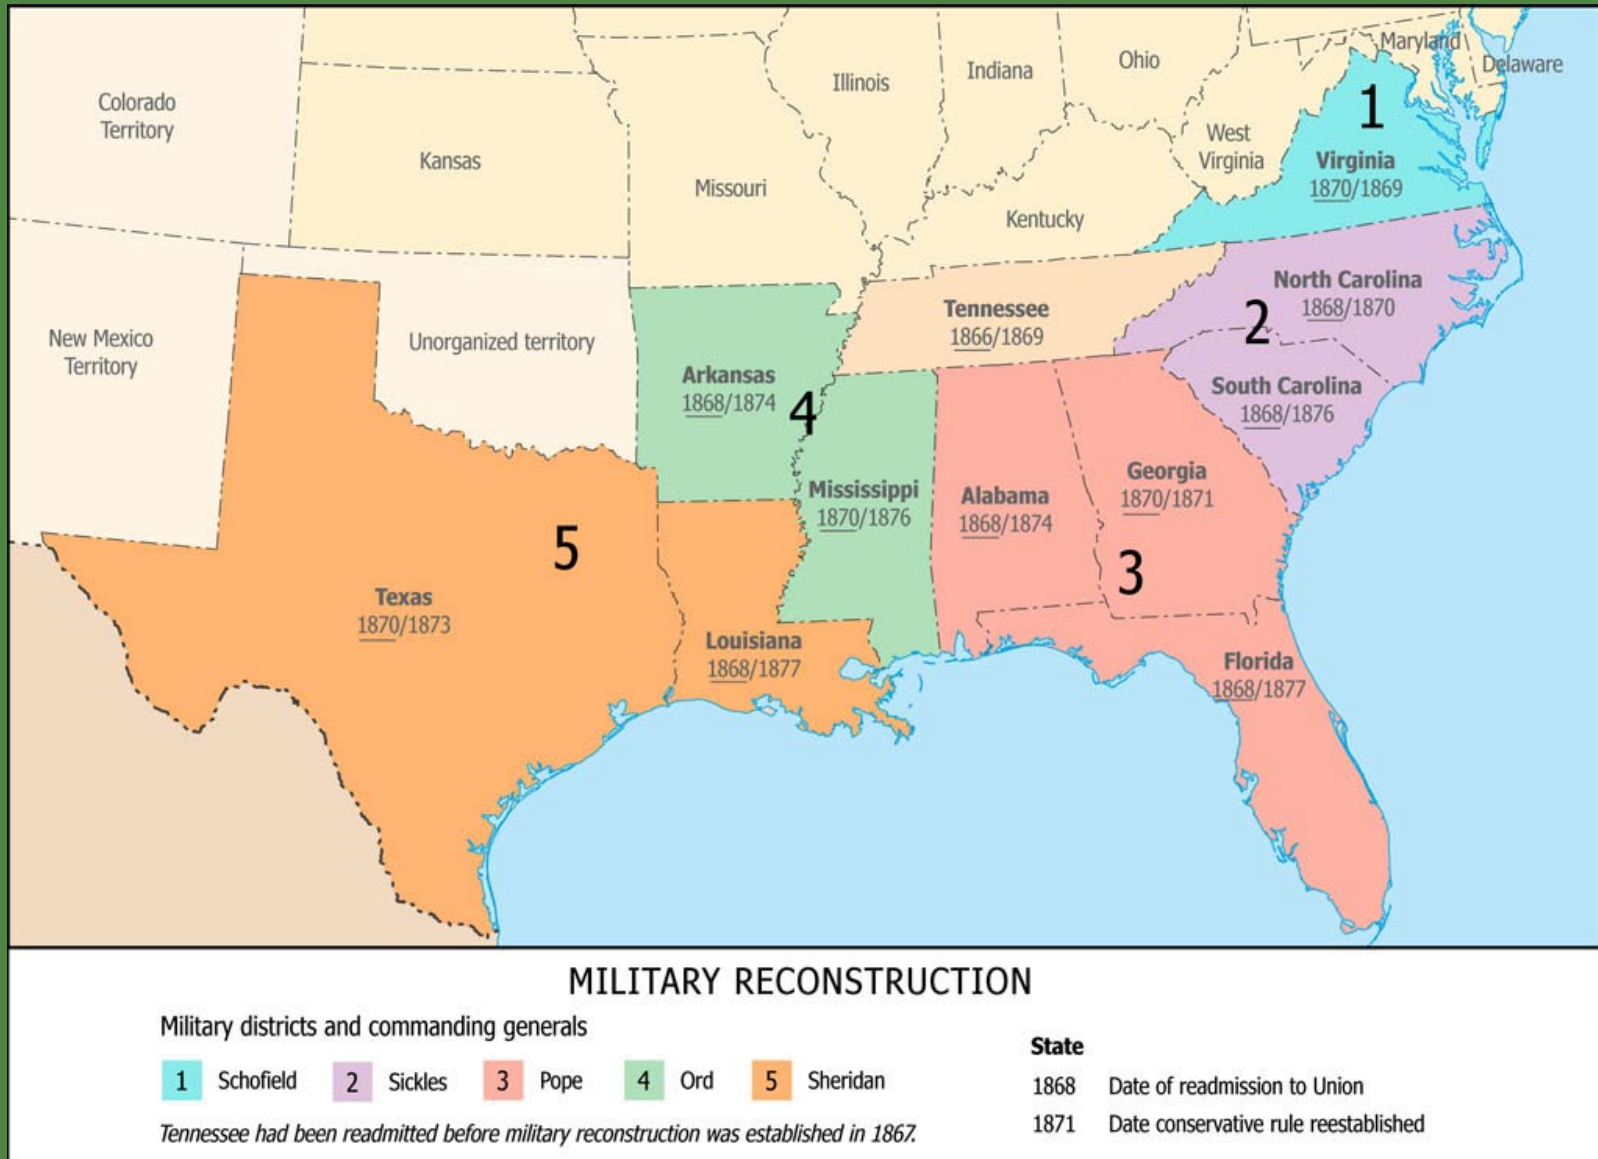 Colorado
Territory
Kansas
Missouri
Illinois
Indiana
Ohio
Maryland
Delaware
West
Virginia
1
Virginia
1870/1869
Kentucky
New Mexico
Territory
Unorganized territory
Tennessee
1866/1869
North Carolina
1868/1870
2
South Carolina
1868/1876
Arkansas
1868/1874
4
Mississippi
1870/1876
Alabama
1868/1874
Georgia
1870/1871
3
5
Texas
1870/1873
Louisiana
1868/1877
Florida
1868/1877
MILITARY RECONSTRUCTION
Military districts and commanding generals
1 Schofield 2 Sickles 3 Pope 4 Ord 5 Sheridan
Tennessee had been readmitted before military reconstruction was established in 1867.
State
1868 Date of readmission to Union
1871 Date conservative rule reestablished